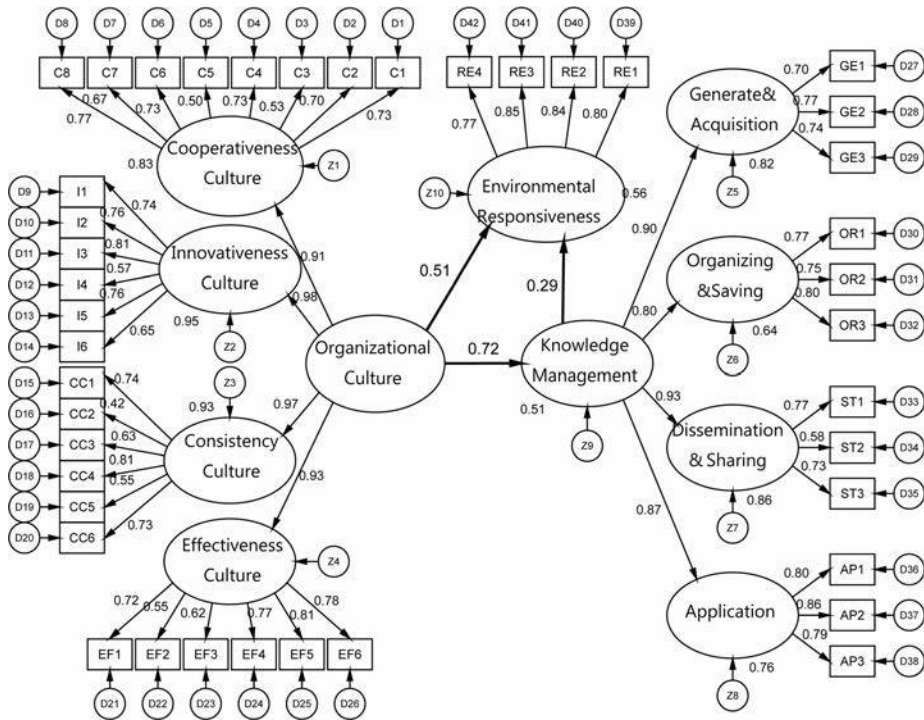 D8 D7 D6 D5 D4 D3 D2 D1
C8 C7 C6 C5 C4 C3 C2 C1
0.77 0.67 0.73 0.50 0.73 0.53 0.70 0.73
0.83
Cooperativeness
Culture
Z1
D42 D41 D40 D39
RE4 RE3 RE2 RE1
0.77 0.85 0.84 0.80
Z10
Environmental
Responsiveness
0.56
Generate&
Acquisition
0.82
Z5
0.70 GE1 D27
0.77 GE2 D28
0.74 GE3 D29
D9 I1 0.74
D10 I2 0.76
D11 I3 0.81
D12 I4 0.57
D13 I5 0.76
D14 I6 0.65
Innovativeness
Culture
0.95
Z2
0.91
0.98
0.51
0.29
0.90
Organizing
&Saving
0.64
Z6
0.77 OR1 D30
0.75 OR2 D31
0.80 OR3 D32
0.80
Organizational
Culture
0.72
Knowledge
Management
0.51
Z9
D15 CC1 0.74
D16 CC2 0.42
D17 CC3 0.63
D18 CC4 0.81
D19 CC5 0.55
D20 CC6 0.73
Z3
0.93
Consistency
Culture
0.97
0.93
0.93
Dissemination
& Sharing
0.86
Z7
0.77 ST1 D33
0.58 ST2 D34
0.73 ST3 D35
0.87
Effectiveness
Culture
Z4
0.72 0.55 0.62 0.77 0.81 0.78
EF1 EF2 EF3 EF4 EF5 EF6
D21 D22 D23 D24 D25 D26
Application
0.76
Z8
0.80 AP1 D36
0.86 AP2 D37
0.79 AP3 D38